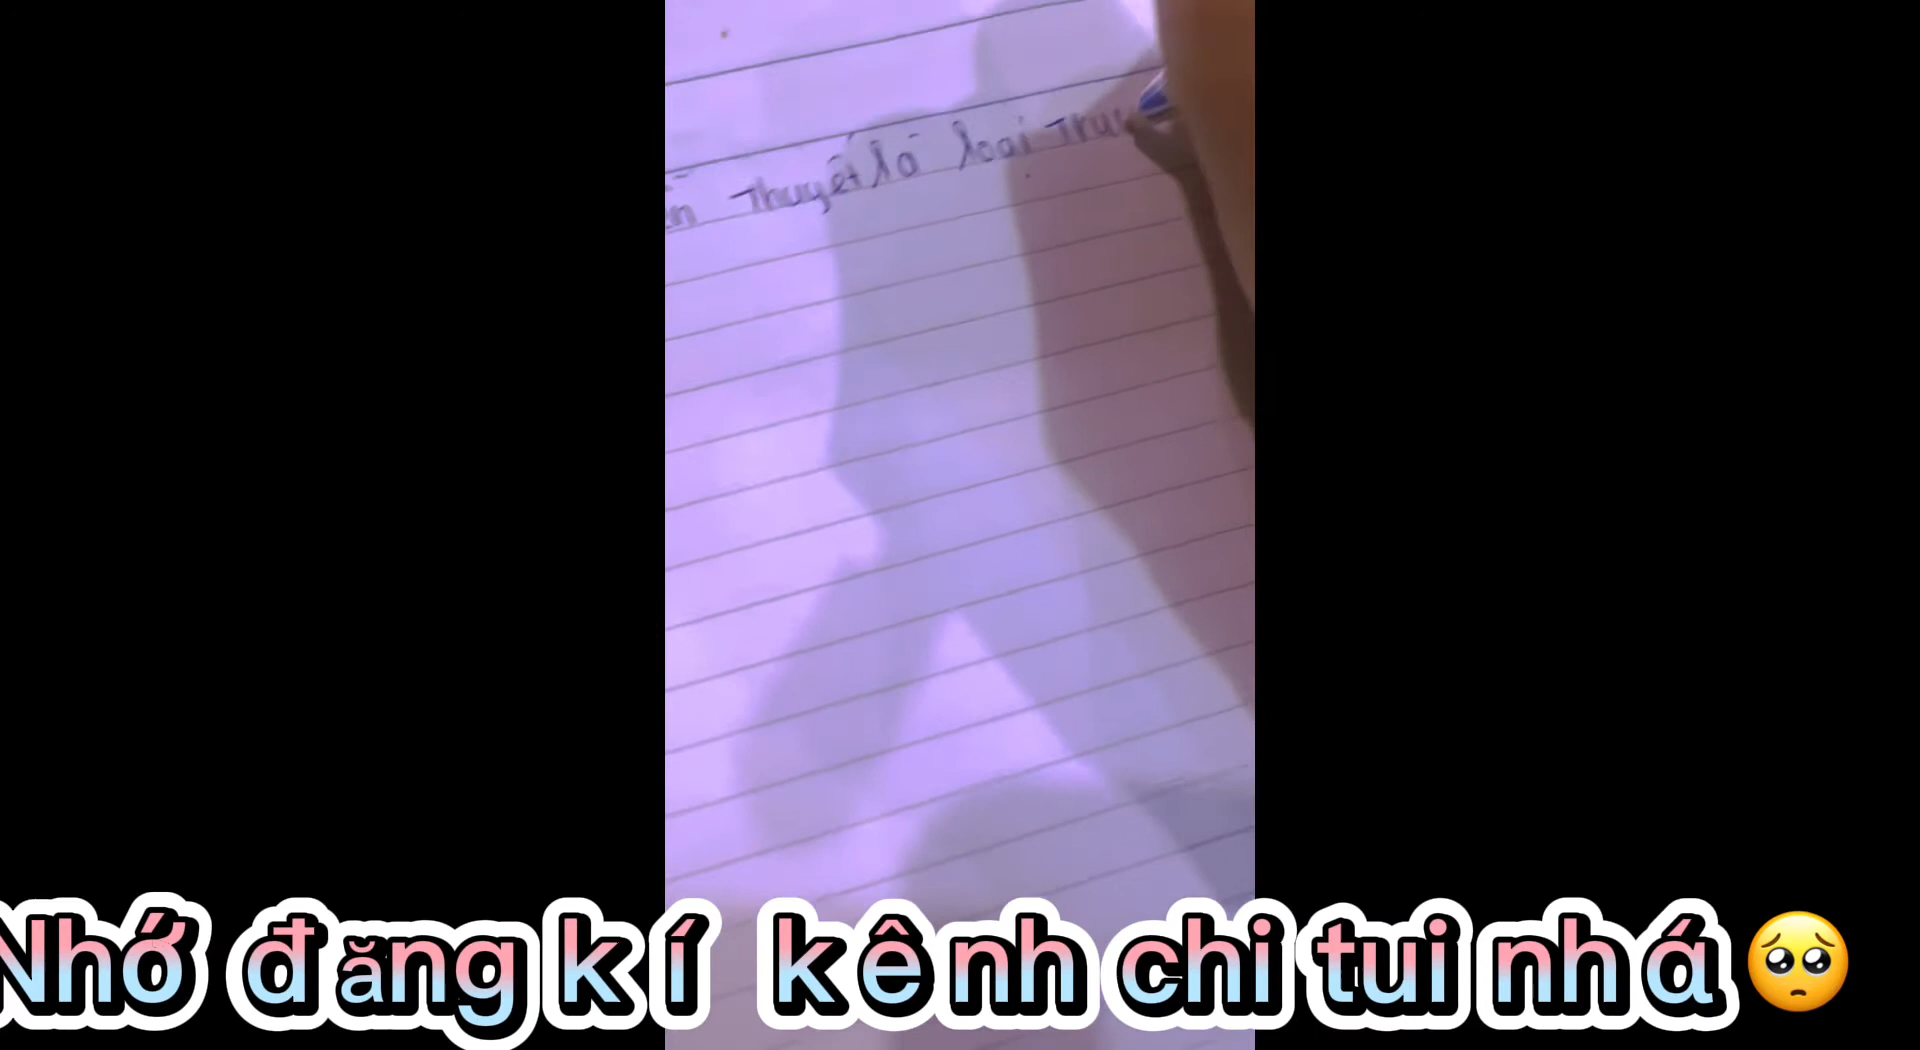 Thuyết là loại
Nhớ đăng kí kênh chi tui nhá🥺